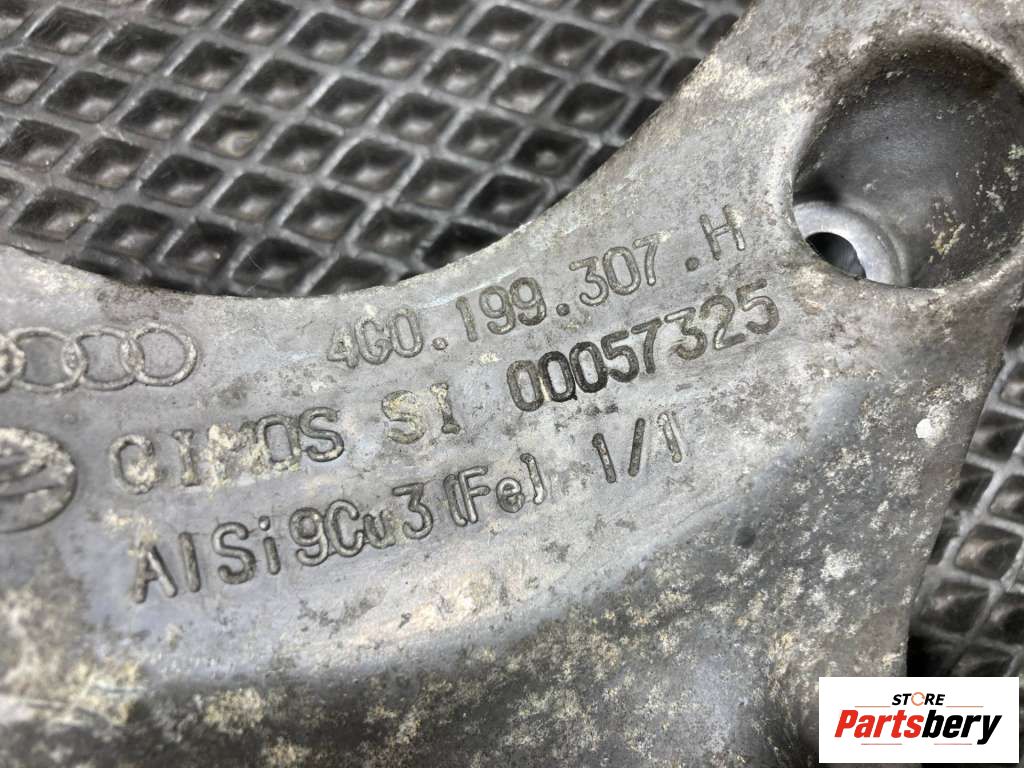 4G0.199.307.H
CIMOS SI 00057325
AlSi9Cu3(Fe) 1/1
STORE
Partsbery